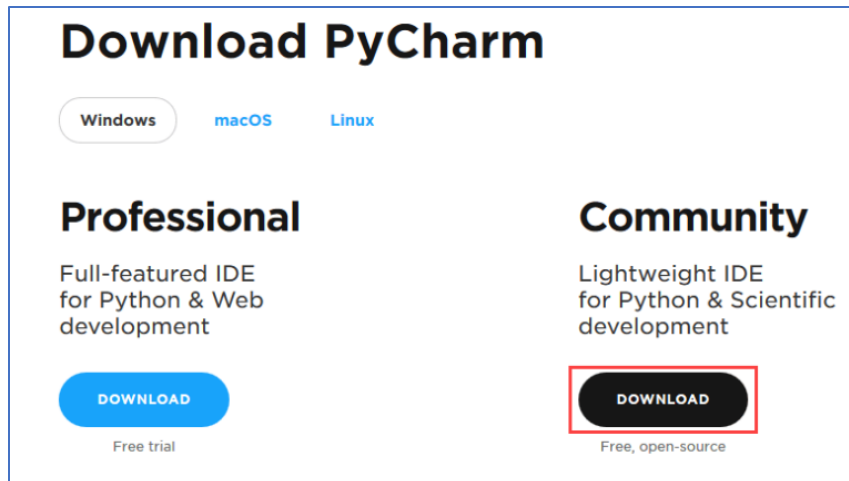 Download PyCharm
Windows macOS Linux
Professional
Full-featured IDE
for Python & Web
development
DOWNLOAD
Free trial
Community
Lightweight IDE
for Python & Scientific
development
DOWNLOAD
Free, open-source